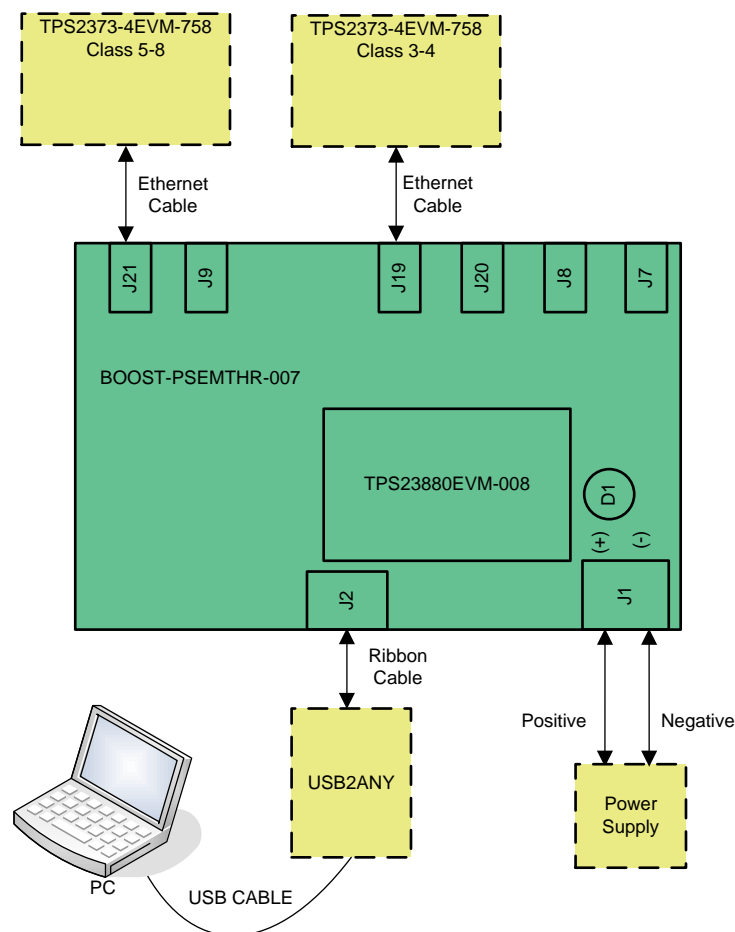 TPS2373-4EVM-758
Class 5-8
TPS2373-4EVM-758
Class 3-4
Ethernet
Cable
Ethernet
Cable
J21
J9
J19
J20
J8
J7
BOOST-PSEMTHR-007
TPS23880EVM-008
D1
(+)
(-)
J2
J1
Ribbon
Cable
Positive
Negative
USB2ANY
Power
Supply
PC
USB CABLE